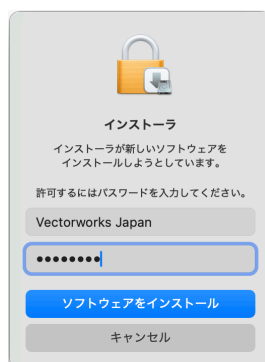 インストーラ
インストーラが新しいソフトウェアを
インストールしようとしています。
許可するにはパスワードを入力してください。
Vectorworks Japan
●●●●●●●●
ソフトウェアをインストール
キャンセル